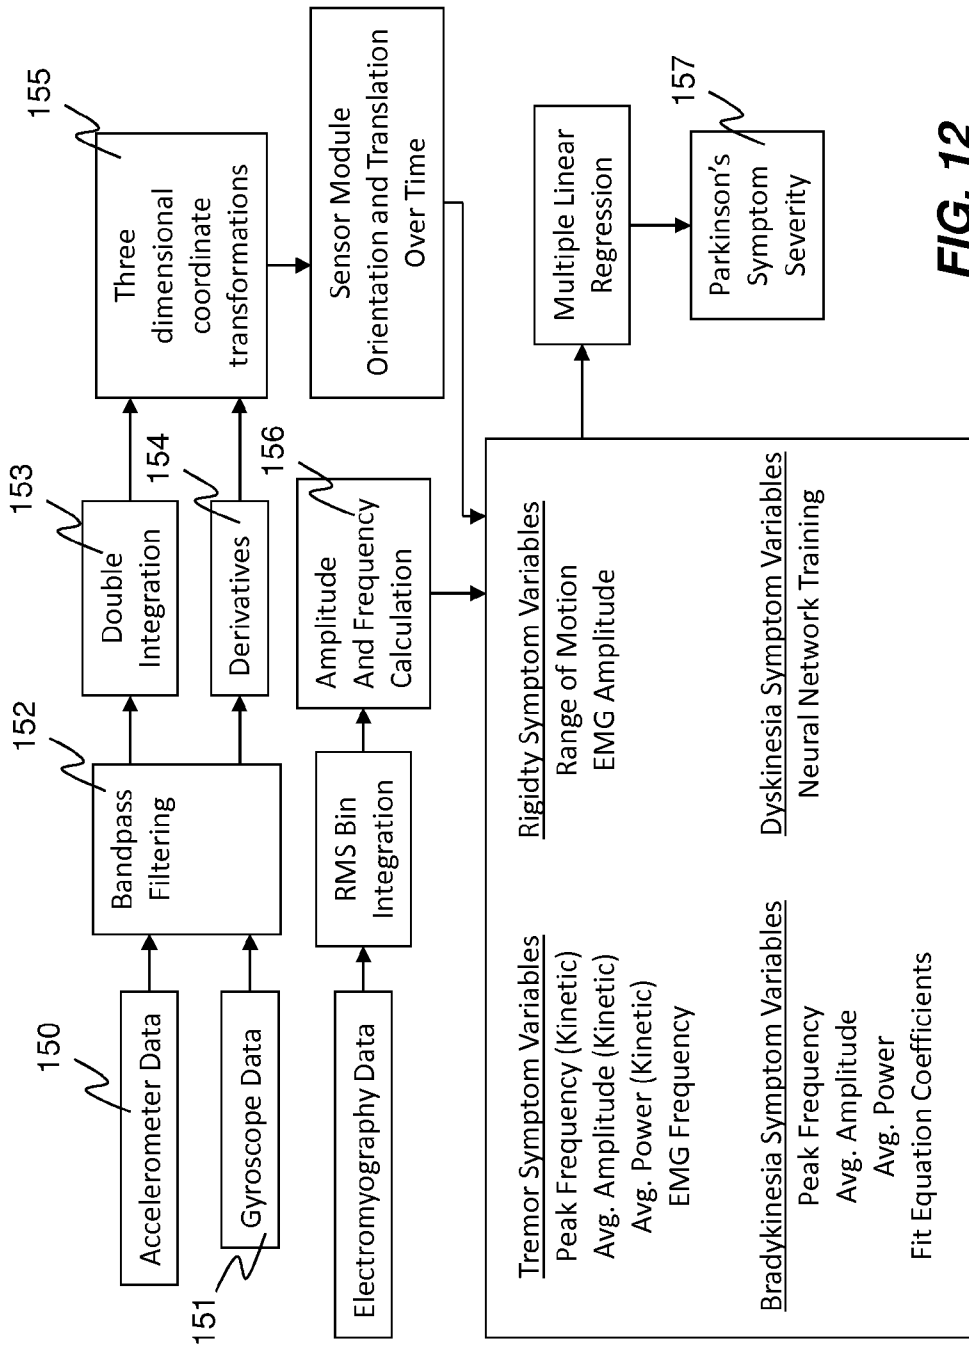 150
Accelerometer Data
151
Gyroscope Data
Electromyography Data
152
Bandpass
Filtering
RMS Bin
Integration
153
Double
Integration
154
Derivatives
156
Amplitude
And Frequency
Calculation
155
Three
dimensional
coordinate
transformations
Sensor Module
Orientation and Translation
Over Time
Tremor Symptom Variables
Peak Frequency (Kinetic)
Avg. Amplitude (Kinetic)
Avg. Power (Kinetic)
EMG Frequency
Rigidty Symptom Variables
Range of Motion
EMG Amplitude
Bradykinesia Symptom Variables
Peak Frequency
Avg. Amplitude
Avg. Power
Fit Equation Coefficients
Dyskinesia Symptom Variables
Neural Network Training
Multiple Linear
Regression
157
Parkinson's
Symptom
Severity
FIG. 12